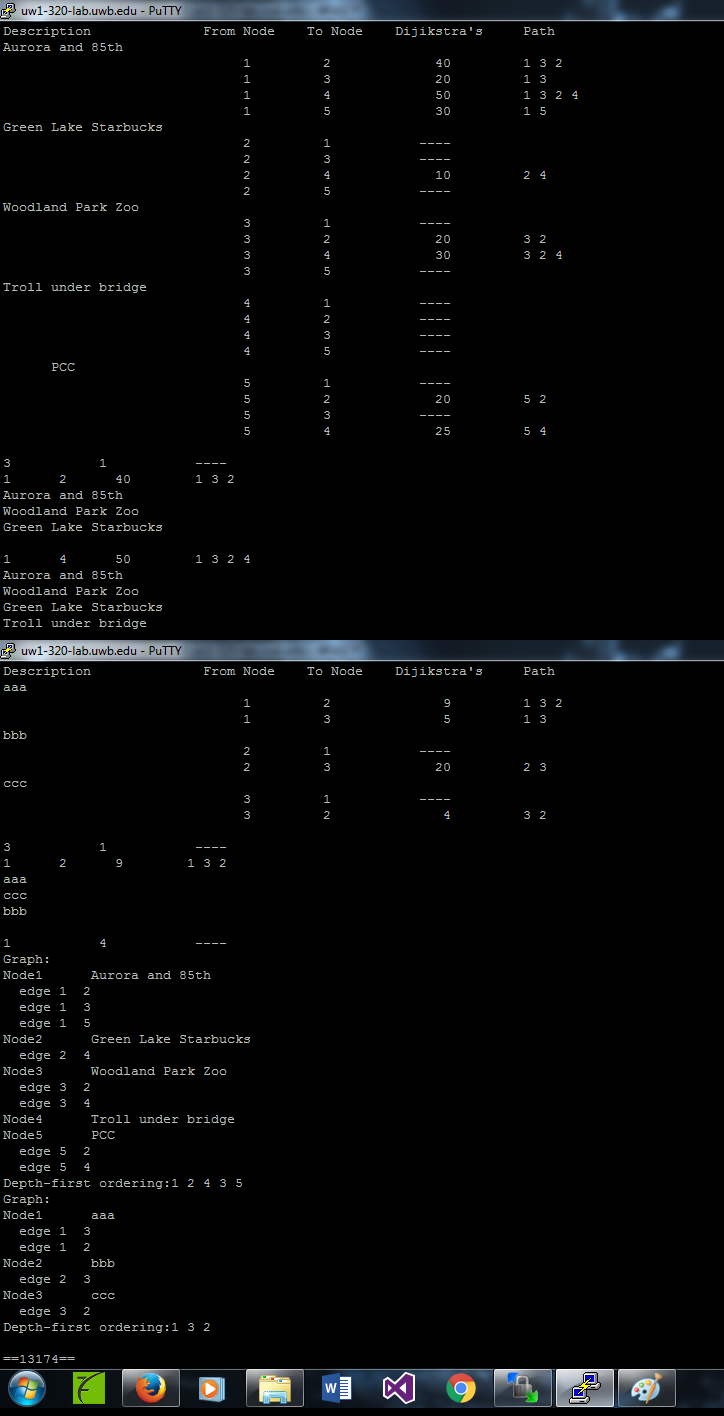 uw1-320-lab.uwb.edu - PuTTY
Description From Node To Node Dijikstra's Path
Aurora and 85th
1 2 40 1 3 2
1 3 20 1 3
1 4 50 1 3 2 4
1 5 30 1 5
Green Lake Starbucks
2 1 ----
2 3 ----
2 4 10 2 4
2 5 ----
Woodland Park Zoo
3 1 ----
3 2 20 3 2
3 4 30 3 2 4
3 5 ----
Troll under bridge
4 1 ----
4 2 ----
4 3 ----
4 5 ----
PCC
5 1 ----
5 2 20 5 2
5 3 ----
5 4 25 5 4
3 1 ----
1 2 40 1 3 2
Aurora and 85th
Woodland Park Zoo
Green Lake Starbucks
1 4 50 1 3 2 4
Aurora and 85th
Woodland Park Zoo
Green Lake Starbucks
Troll under bridge
uw1-320-lab.uwb.edu - PuTTY
Description From Node To Node Dijikstra's Path
aaa
1 2 9 1 3 2
1 3 5 1 3
bbb
2 1 ----
2 3 20 2 3
ccc
3 1 ----
3 2 4 3 2
3 1 ----
1 2 9 1 3 2
aaa
ccc
bbb
1 4 ----
Graph:
Node1 Aurora and 85th
edge 1 2
edge 1 3
edge 1 5
Node2 Green Lake Starbucks
edge 2 4
Node3 Woodland Park Zoo
edge 3 2
edge 3 4
Node4 Troll under bridge
Node5 PCC
edge 5 2
edge 5 4
Depth-first ordering:1 2 4 3 5
Graph:
Node1 aaa
edge 1 3
edge 1 2
Node2 bbb
edge 2 3
Node3 ccc
edge 3 2
Depth-first ordering:1 3 2
==13174==